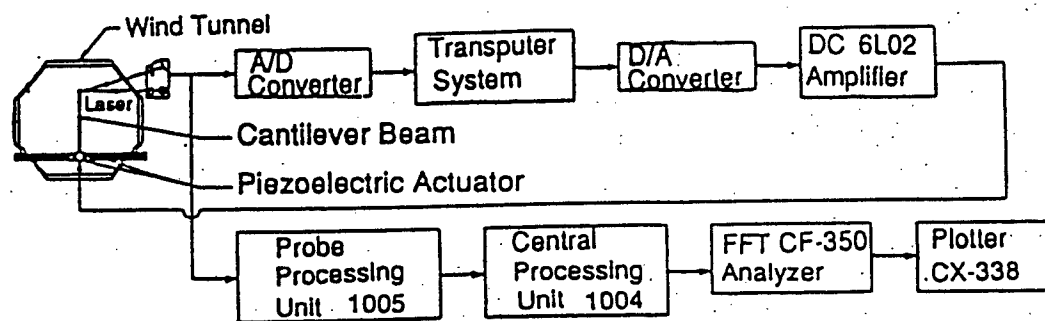 Wind Tunnel
Laser
A/D
Converter
Transputer
System
D/A
Converter
DC 6L02
Amplifier
Cantilever Beam
Piezoelectric Actuator
Probe
Processing
Unit 1005
Central
Processing
Unit 1004
FFT CF-350
Analyzer
Plotter
CX-338